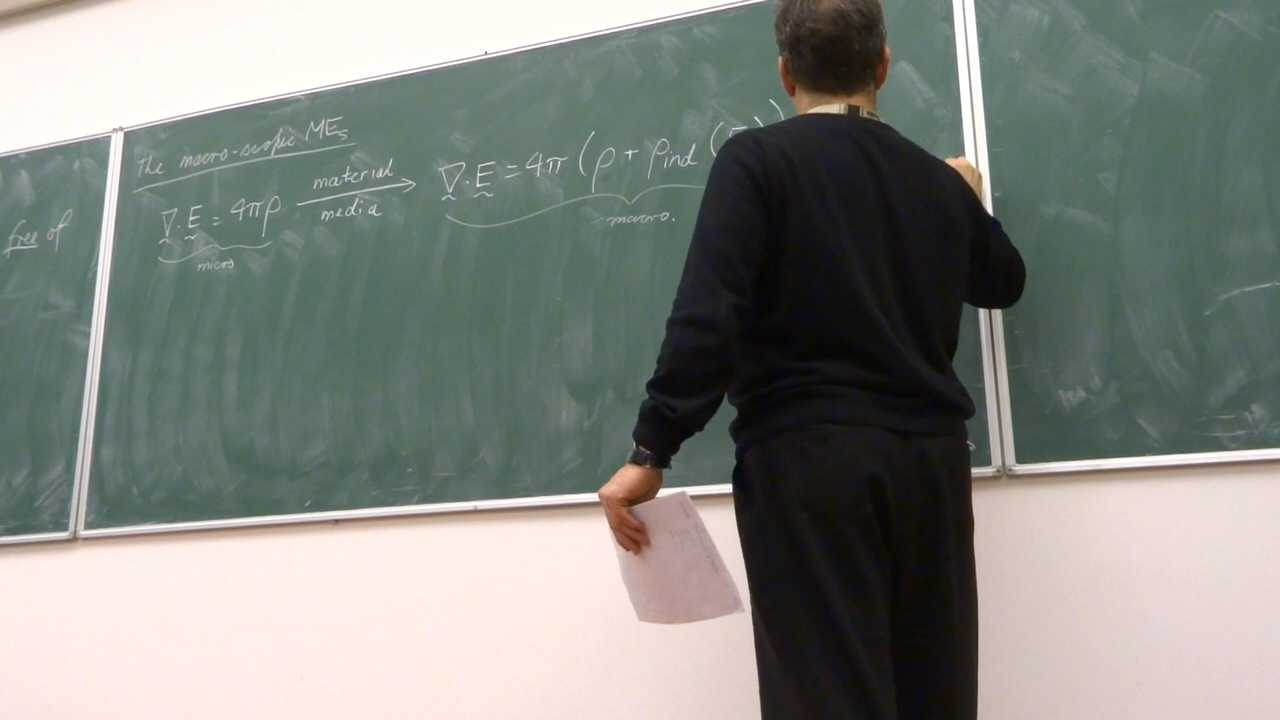 free of
The macro-scopic MEs
∇·E = 4πρ material media → ∇·E = 4π (ρ + ρind (
micro
macro.